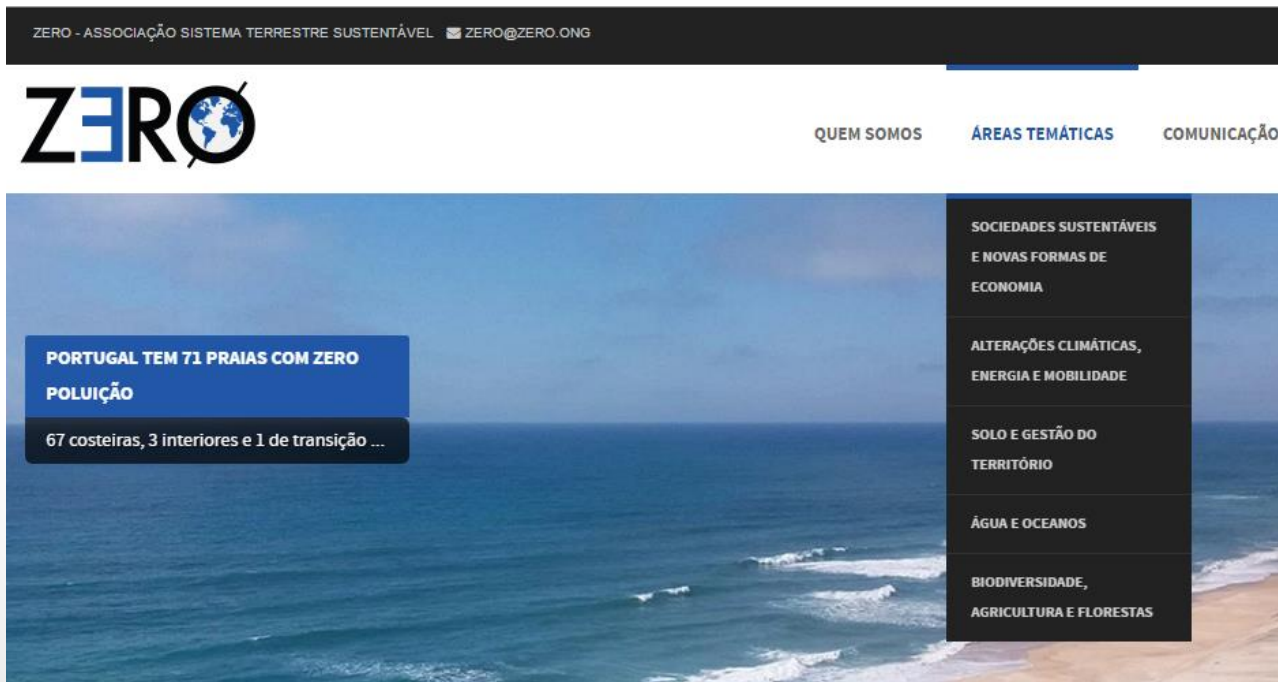 ZERO - ASSOCIAÇÃO SISTEMA TERRESTRE SUSTENTÁVEL ZERO@ZERO.ONG
ZERO
QUEM SOMOS
ÁREAS TEMÁTICAS
COMUNICAÇÃO
PORTUGAL TEM 71 PRAIAS COM ZERO
POLUIÇÃO
67 costeiras, 3 interiores e 1 de transição ...
SOCIEDADES SUSTENTÁVEIS
E NOVAS FORMAS DE
ECONOMIA
ALTERAÇÕES CLIMÁTICAS,
ENERGIA E MOBILIDADE
SOLO E GESTÃO DO
TERRITÓRIO
ÁGUA E OCEANOS
BIODIVERSIDADE,
AGRICULTURA E FLORESTAS